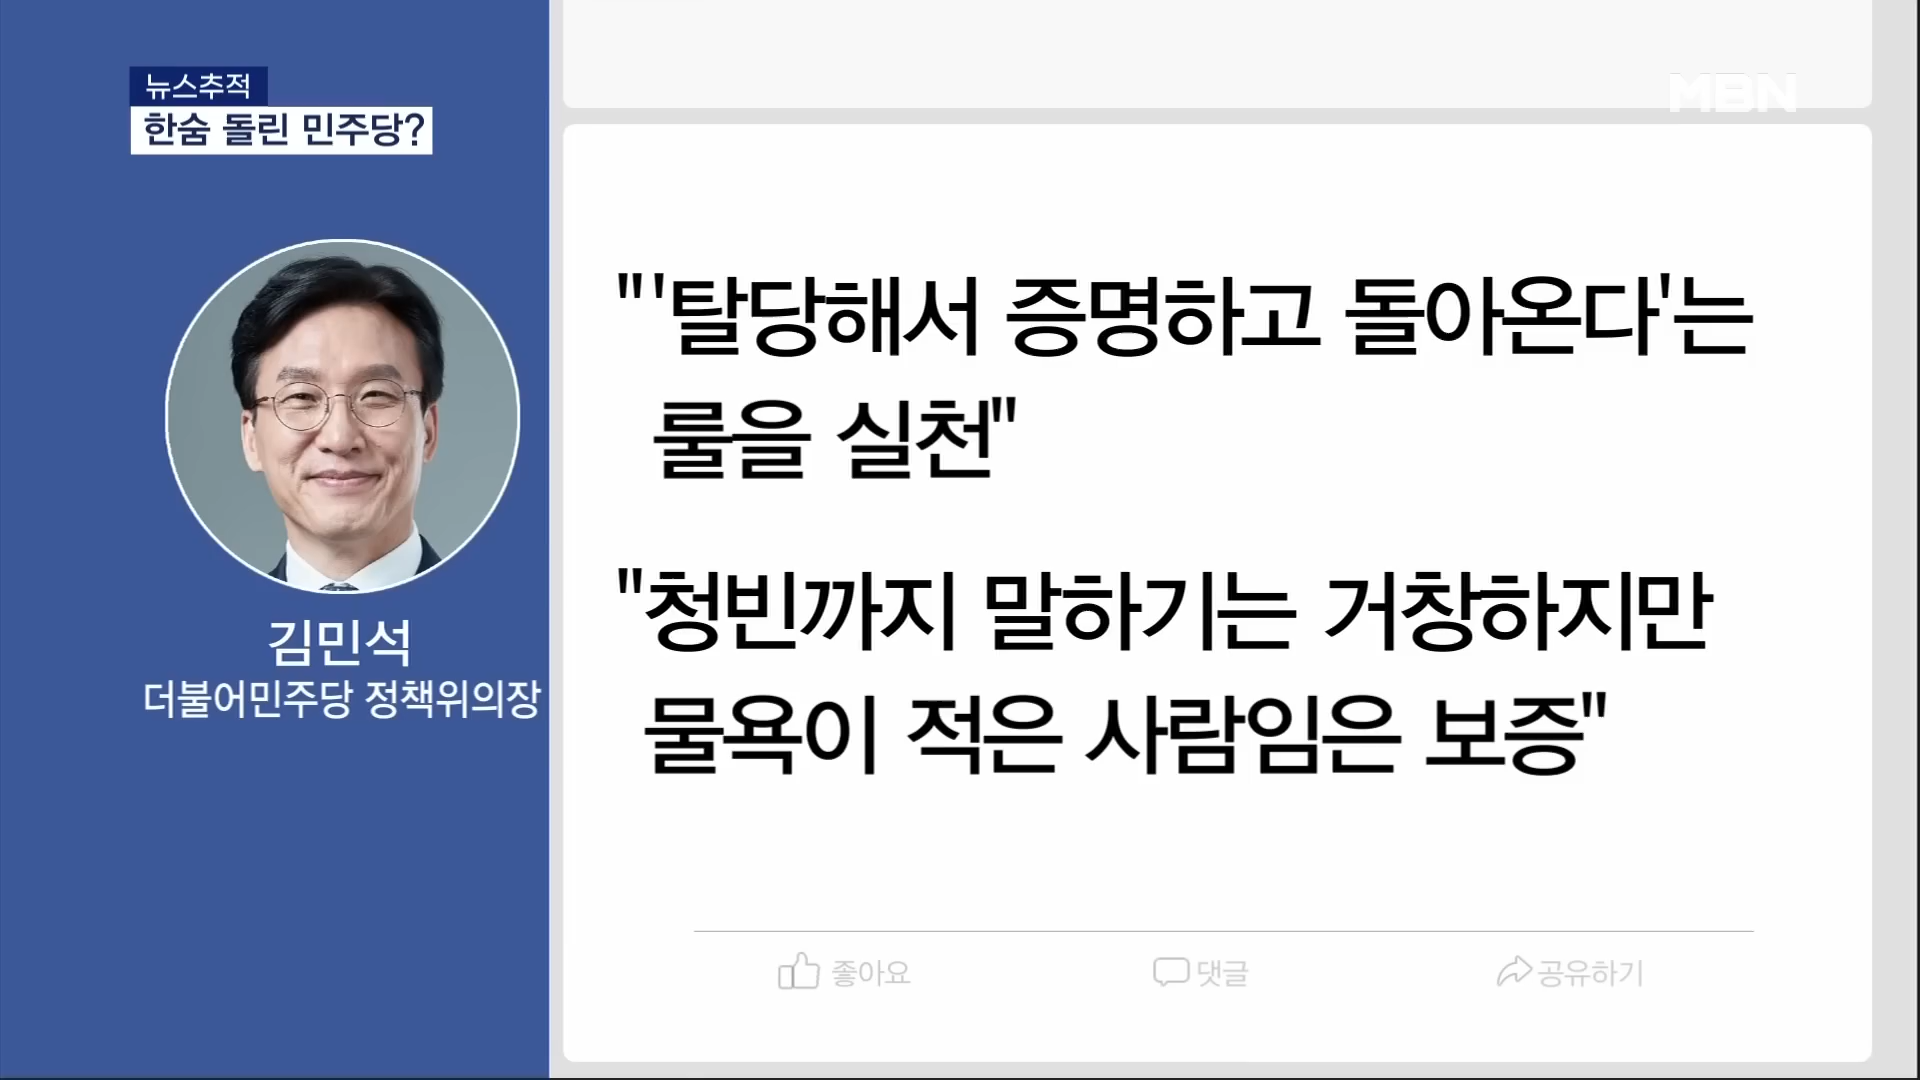 뉴스추적
한숨 돌린 민주당?
MBN
김민석
더불어민주당 정책위의장
"'탈당해서 증명하고 돌아온다'는
룰을 실천"
"청빈까지 말하기는 거창하지만
물욕이 적은 사람임은 보증"
좋아요 댓글 공유하기